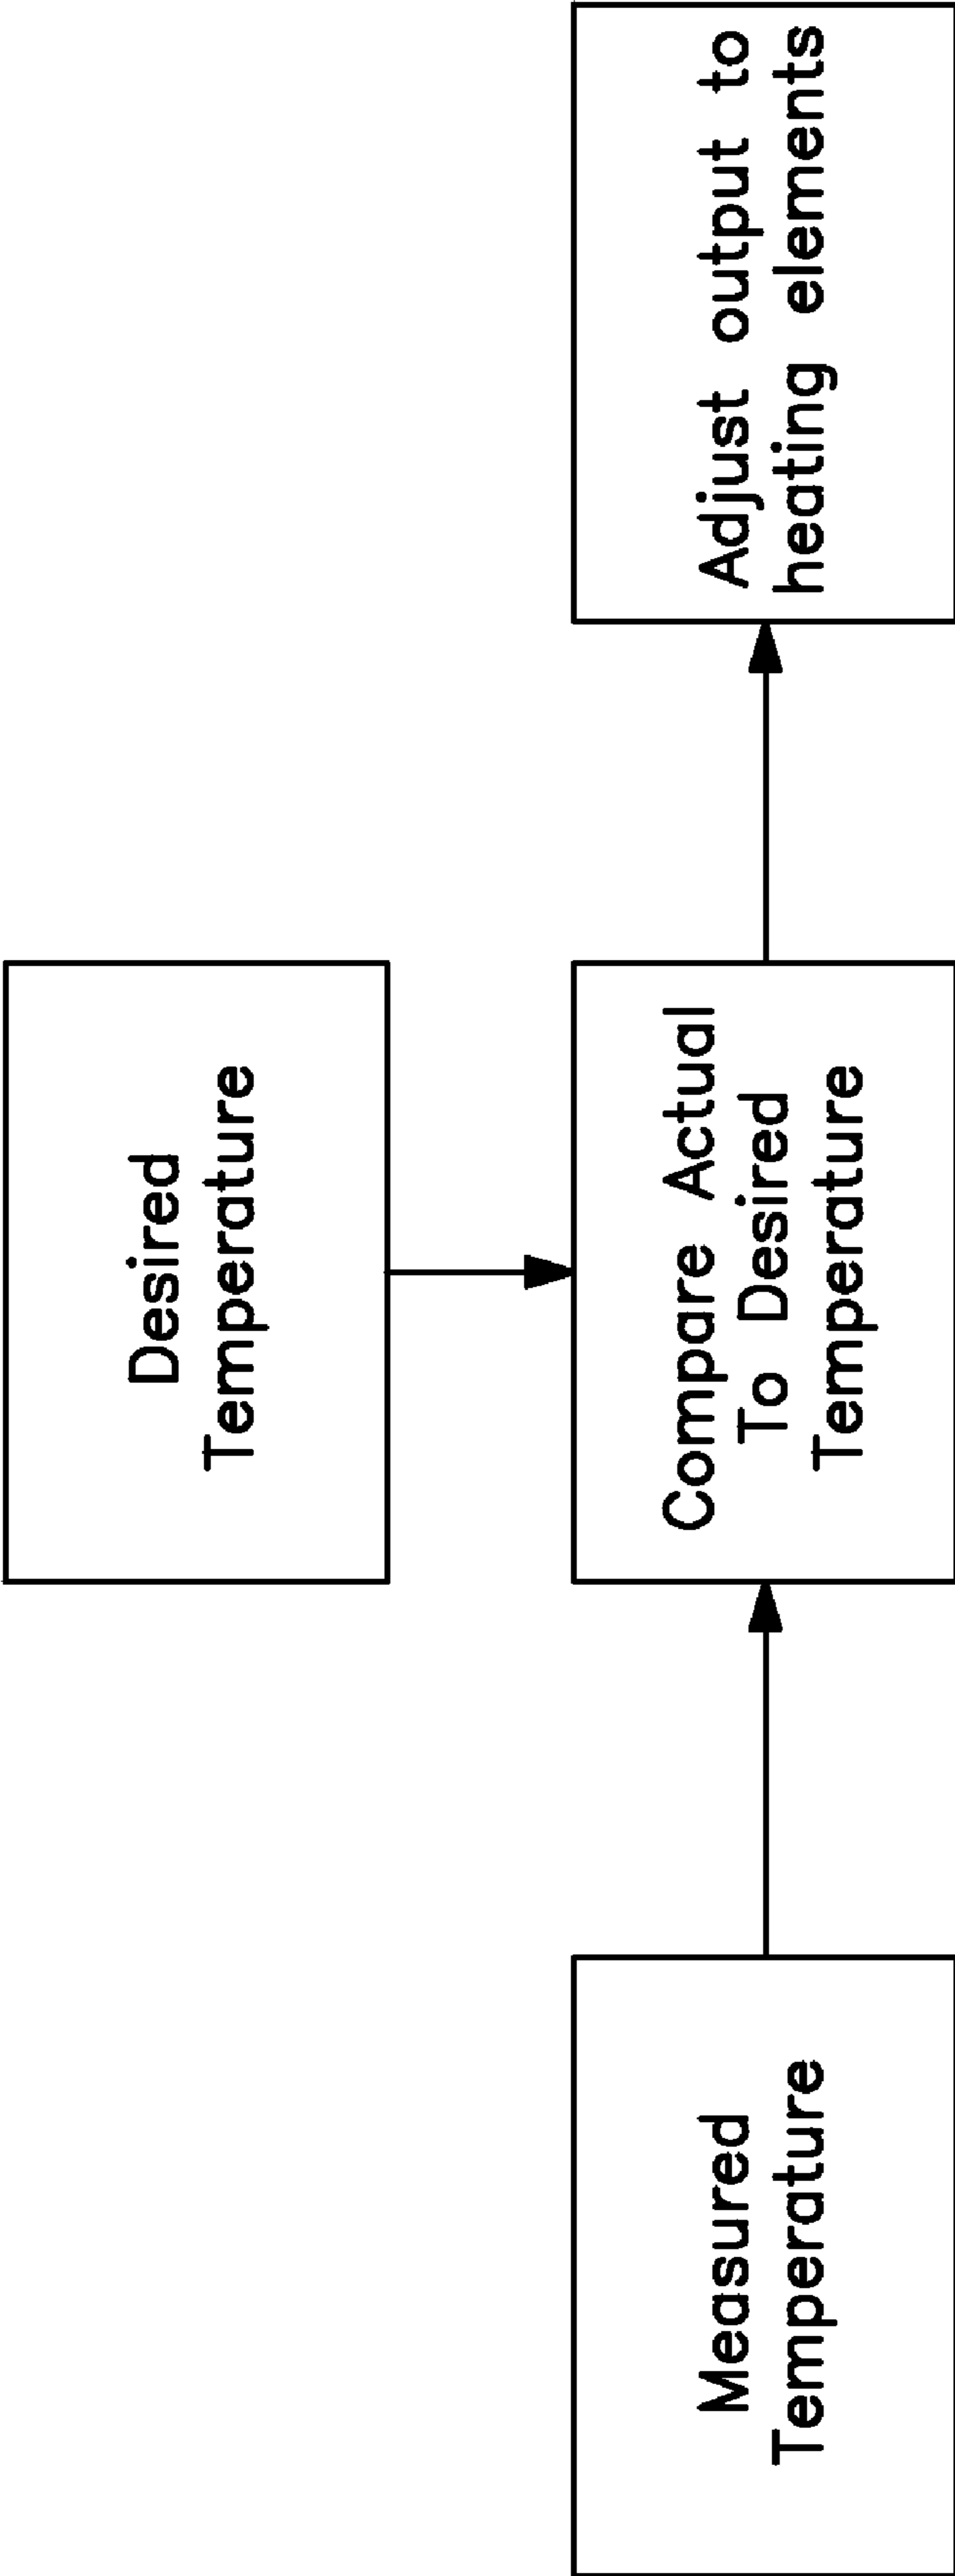 Desired
Temperature
Measured
Temperature
Compare Actual
To Desired
Temperature
Adjust output to
heating elements